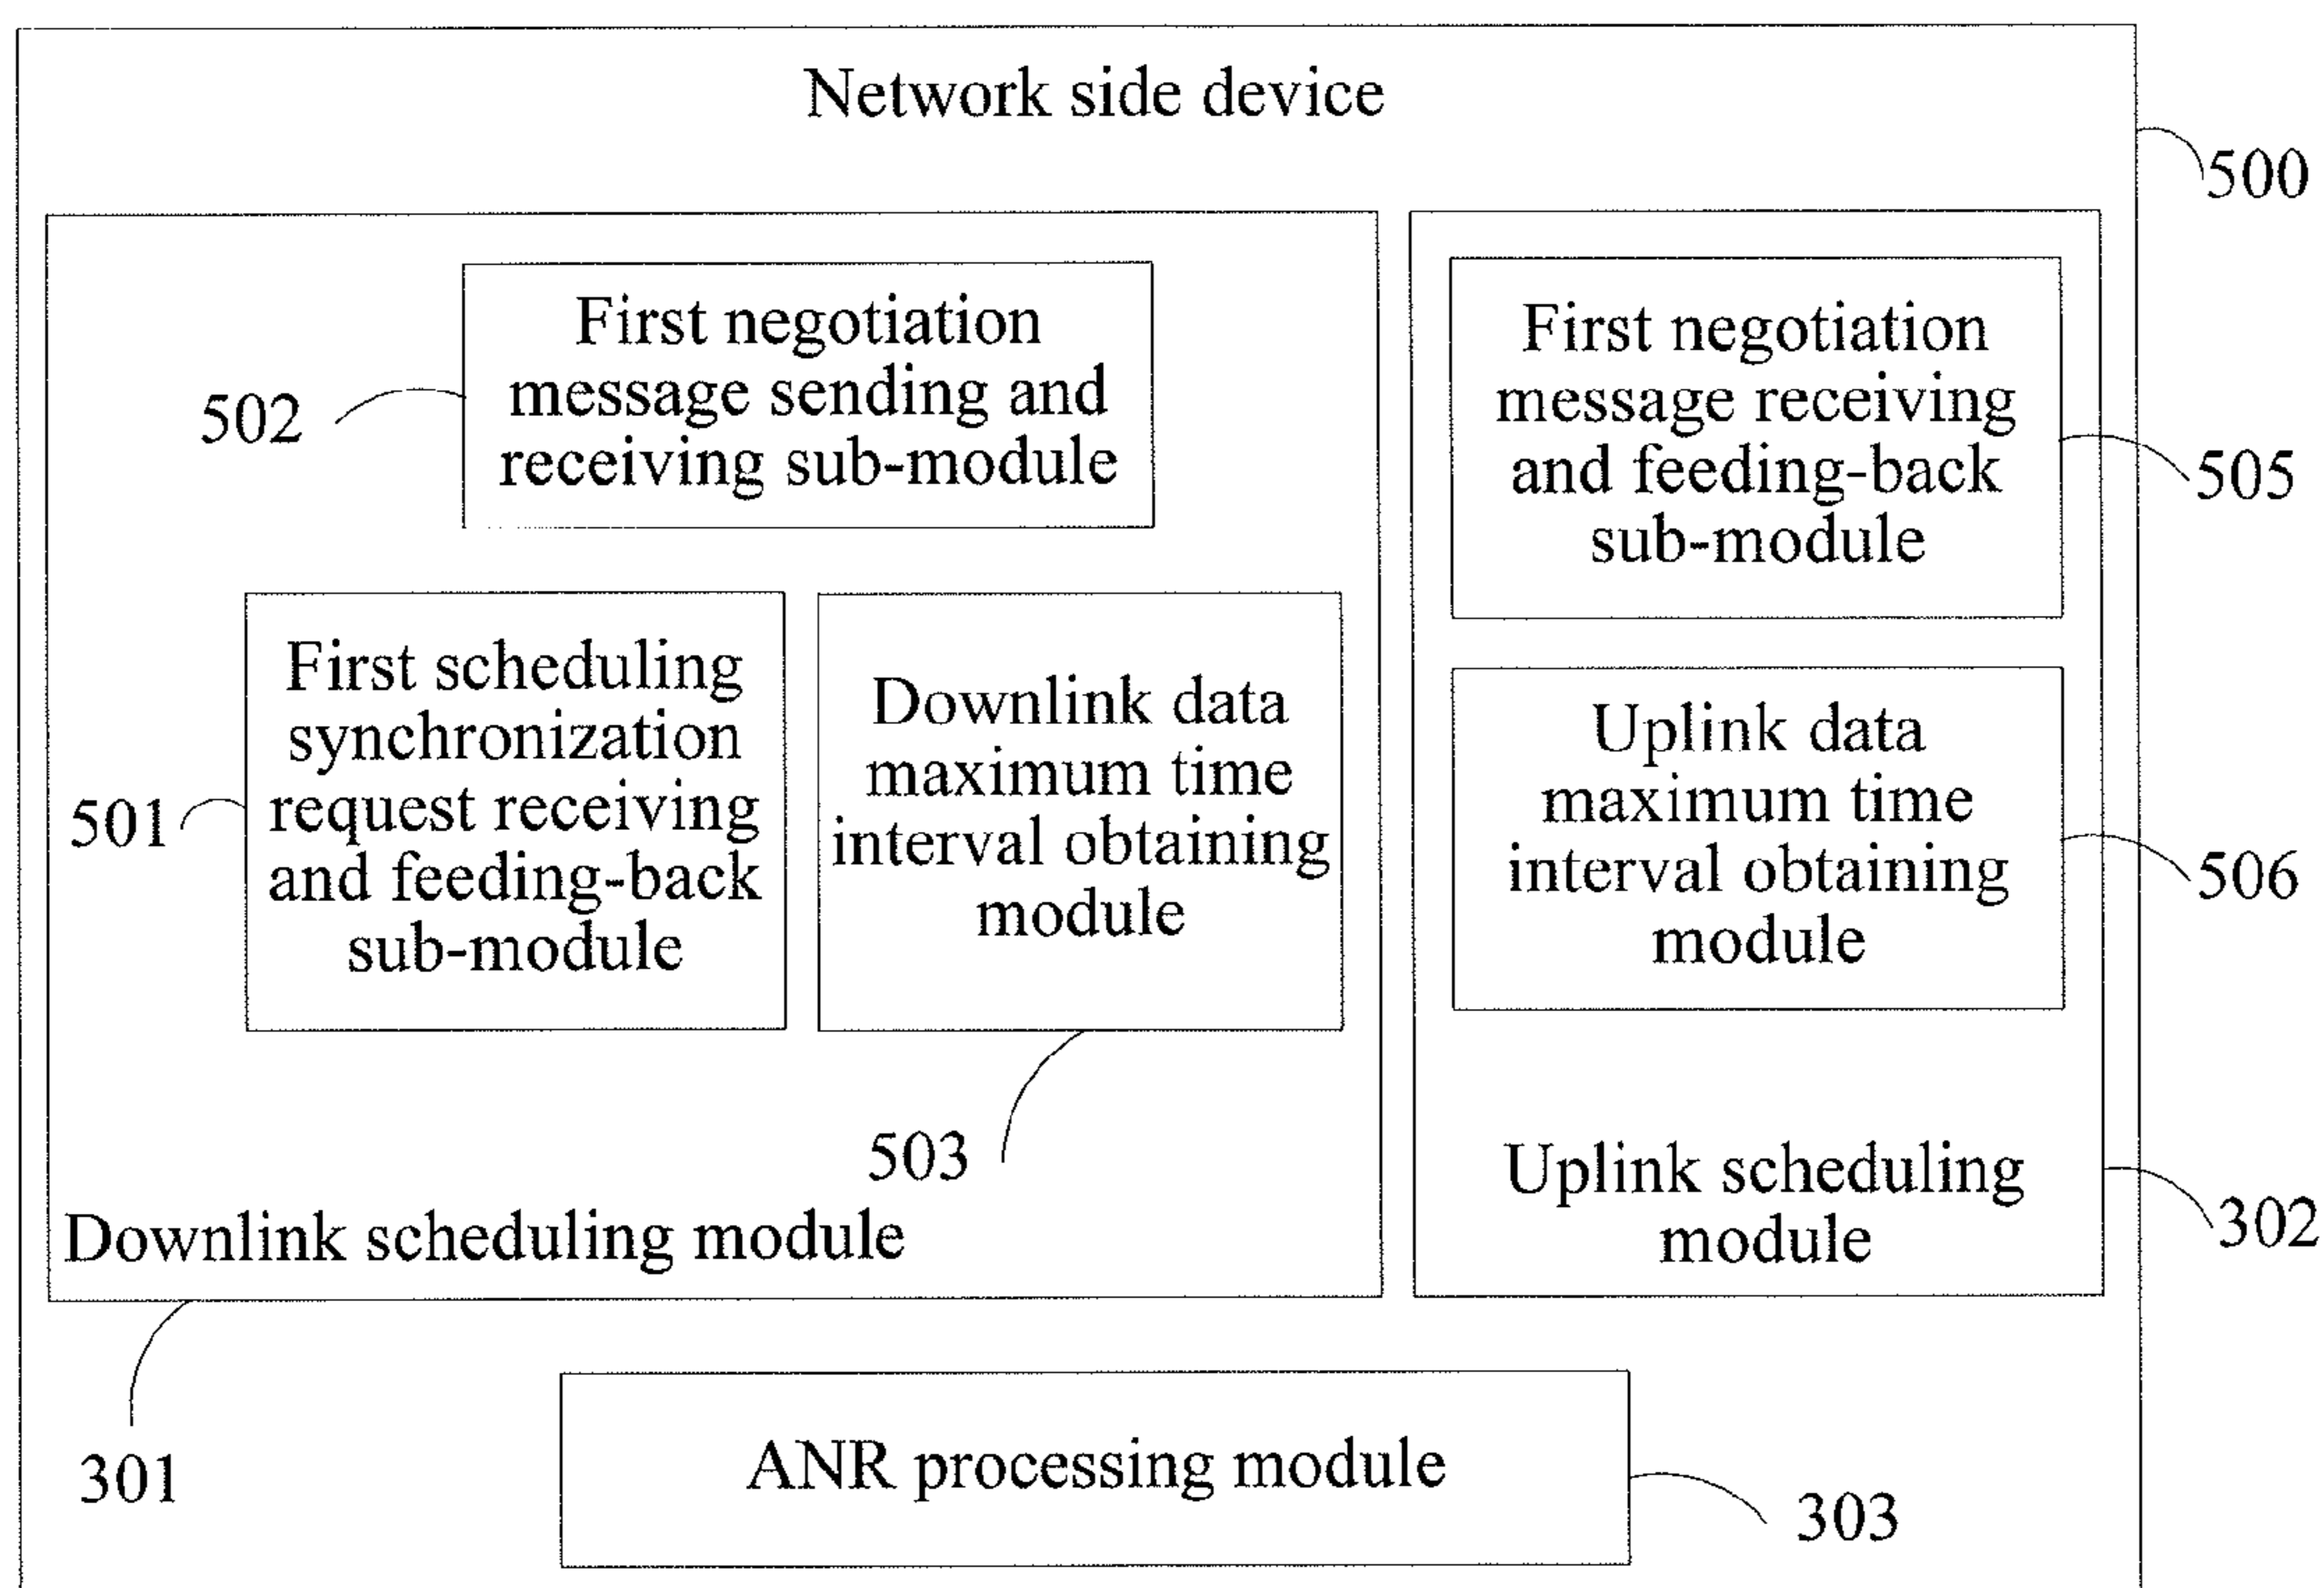 Network side device
500
First negotiation
message sending and
receiving sub-module
502
First negotiation
message receiving
and feeding-back
sub-module
505
First scheduling
synchronization
request receiving
and feeding-back
sub-module
501
Downlink data
maximum time
interval obtaining
module
503
Uplink data
maximum time
interval obtaining
module
506
Downlink scheduling module
301
Uplink scheduling
module
302
ANR processing module
303